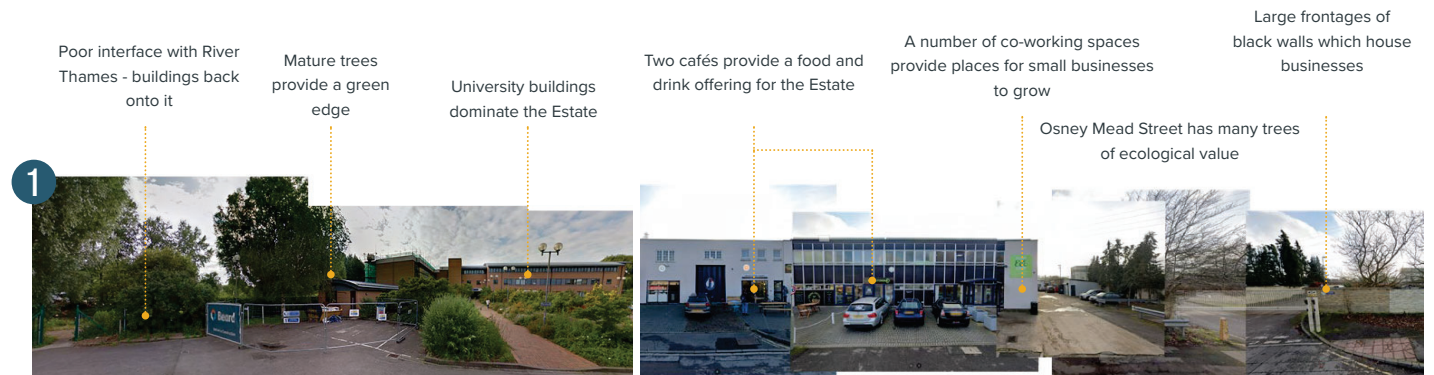 Poor interface with River
Thames - buildings back
onto it
Mature trees
provide a green
edge
University buildings
dominate the Estate
Two cafés provide a food and
drink offering for the Estate
A number of co-working spaces
provide places for small businesses
to grow
Large frontages of
black walls which house
businesses
Osney Mead Street has many trees
of ecological value
1
Beard